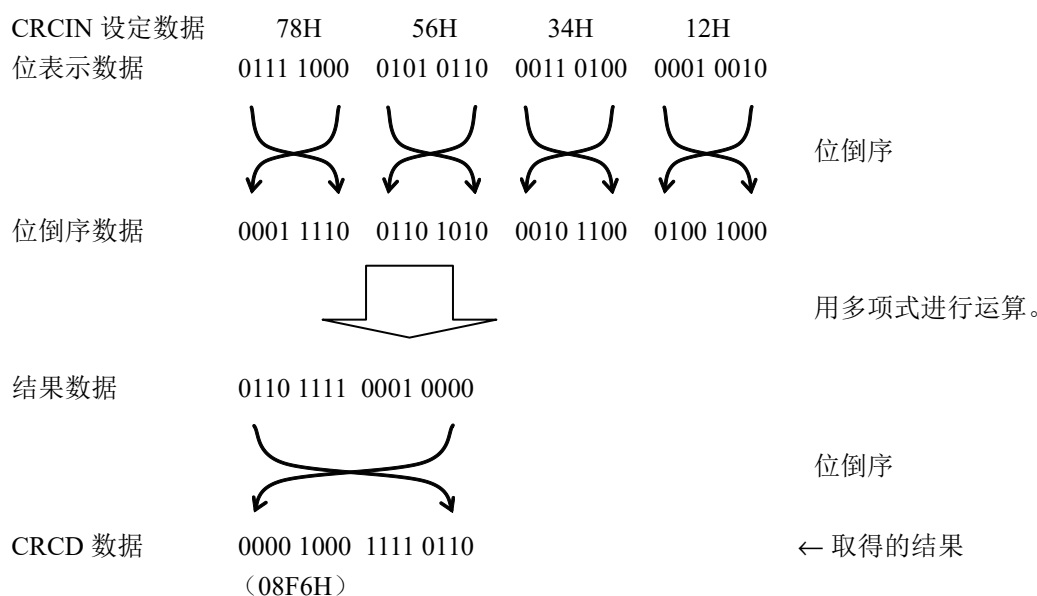 CRCIN 设定数据 78H 56H 34H 12H
位表示数据 0111 1000 0101 0110 0011 0100 0001 0010
位倒序
位倒序数据 0001 1110 0110 1010 0010 1100 0100 1000
用多项式进行运算。
结果数据 0110 1111 0001 0000
位倒序
CRCD 数据 0000 1000 1111 0110 ← 取得的结果
（08F6H）